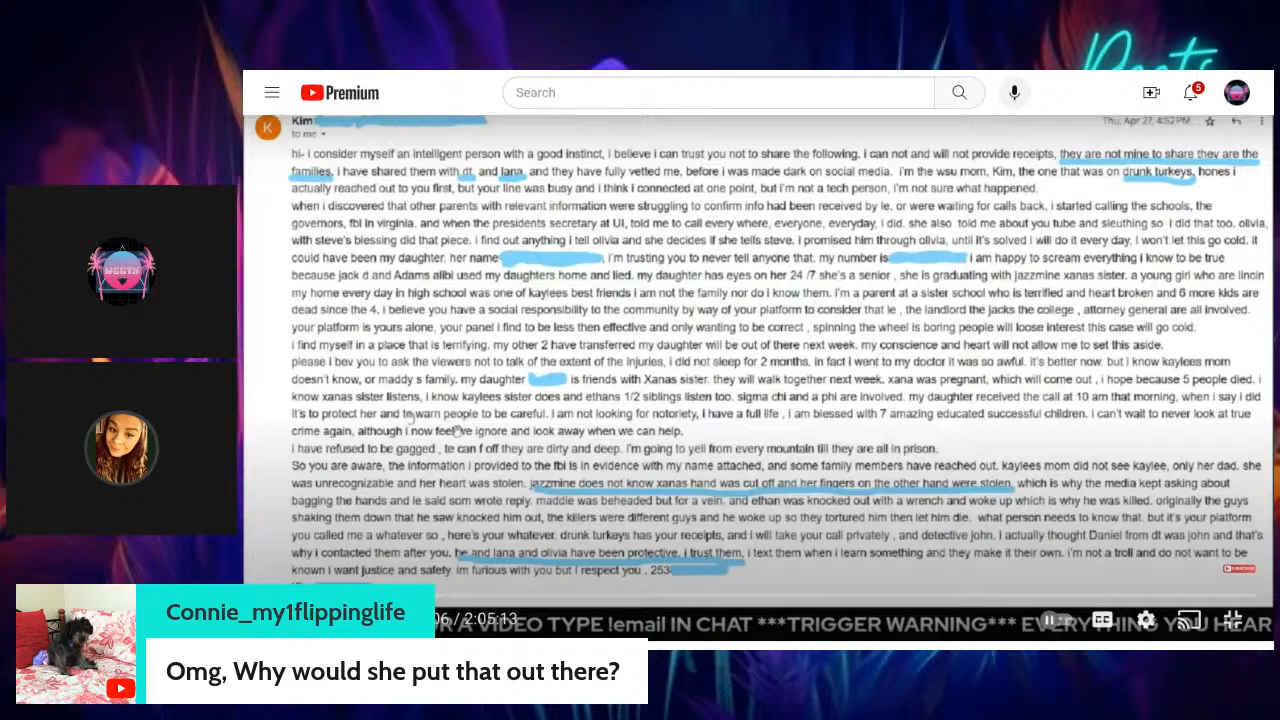 Beets
Premium
Search
5
K
Kim
Thu, Apr 27, 4:52 PM
to me
hi- i consider myself an intelligent person with a good instinct, i believe i can trust you not to share the following. i can not and will not provide receipts, they are not mine to share they are the
families. i have shared them with dt, and lana, and they have fully vetted me, before i was made dark on social media. i'm the wsu mom, Kim, the one that was on drunk turkeys, hones i
actually reached out to you first, but your line was busy and i think i connected at one point, but i'm not a tech person, i'm not sure what happened.
when i discovered that other parents with relevant information were struggling to confirm info had been received by le, or were waiting for calls back, i started calling the schools, the
governors, fbi in virginia. and when the presidents secretary at UI, told me to call every where, everyone, everyday, i did. she also told me about you tube and sleuthing so i did that too. olivia,
with steve's blessing did that piece. i find out anything i tell olivia and she decides if she tells steve. i promised him through olivia, until it's solved i will do it every day, i won't let this go cold. it
could have been my daughter. her name i'm trusting you to never tell anyone that. my number is i am happy to scream everything i know to be true
because jack d and Adams alibi used my daughters home and lied. my daughter has eyes on her 24 /7 she's a senior , she is graduating with jazzmine xanas sister. a young girl who are lincin
my home every day in high school was one of kaylees best friends i am not the family nor do i know them. i'm a parent at a sister school who is terrified and heart broken and 6 more kids are
dead since the 4. i believe you have a social responsibility to the community by way of your platform to consider that le , the landlord the jacks the college , attorney general are all involved.
your platform is yours alone, your panel i find to be less then effective and only wanting to be correct , spinning the wheel is boring people will loose interest this case will go cold.
i find myself in a place that is terrifying. my other 2 have transferred my daughter will be out of there next week. my conscience and heart will not allow me to set this aside.
please i bev you to ask the viewers not to talk of the extent of the injuries, i did not sleep for 2 months. in fact i went to my doctor it was so awful. it's better now. but i know kaylees mom
doesn't know, or maddy s family. my daughter is friends with Xanas sister. they will walk together next week. xana was pregnant, which will come out , i hope because 5 people died. i
know xanas sister listens, i know kaylees sister does and ethans 1/2 siblings listen too. sigma chi and a phi are involved. my daughter received the call at 10 am that morning, when i say i did
it's to protect her and to warn people to be careful. i am not looking for notoriety, i have a full life , i am blessed with 7 amazing educated successful children. i can't wait to never look at true
crime again, although i now feel we ignore and look away when we can help.
i have refused to be gagged , te can f off they are dirty and deep. i'm going to yell from every mountain till they are all in prison.
So you are aware, the information i provided to the fbi is in evidence with my name attached, and some family members have reached out. kaylees mom did not see kaylee, only her dad. she
was unrecognizable and her heart was stolen. jazzmine does not know xanas hand was cut off and her fingers on the other hand were stolen, which is why the media kept asking about
bagging the hands and le said som wrote reply. maddie was beheaded but for a vein. and ethan was knocked out with a wrench and woke up which is why he was killed. originally the guys
shaking them down that he saw knocked him out, the killers were different guys and he woke up so they tortured him then let him die. what person needs to know that. but it's your platform
you called me a whatever so , here's your whatever. drunk turkeys has your receipts, and i will take your call privately , and detective john. I actually thought Daniel from dt was john and that's
why i contacted them after you. he and lana and olivia have been protective. i trust them, i text them when i learn something and they make it their own. i'm not a troll and do not want to be
known i want justice and safety. im furious with you but I respect you . 253
BEETS
06 / 2:05:13
OR A VIDEO TYPE !email IN CHAT ***TRIGGER WARNING*** EVERYTHING YOU HEAR
Connie_my1flippinglife
Omg, Why would she put that out there?